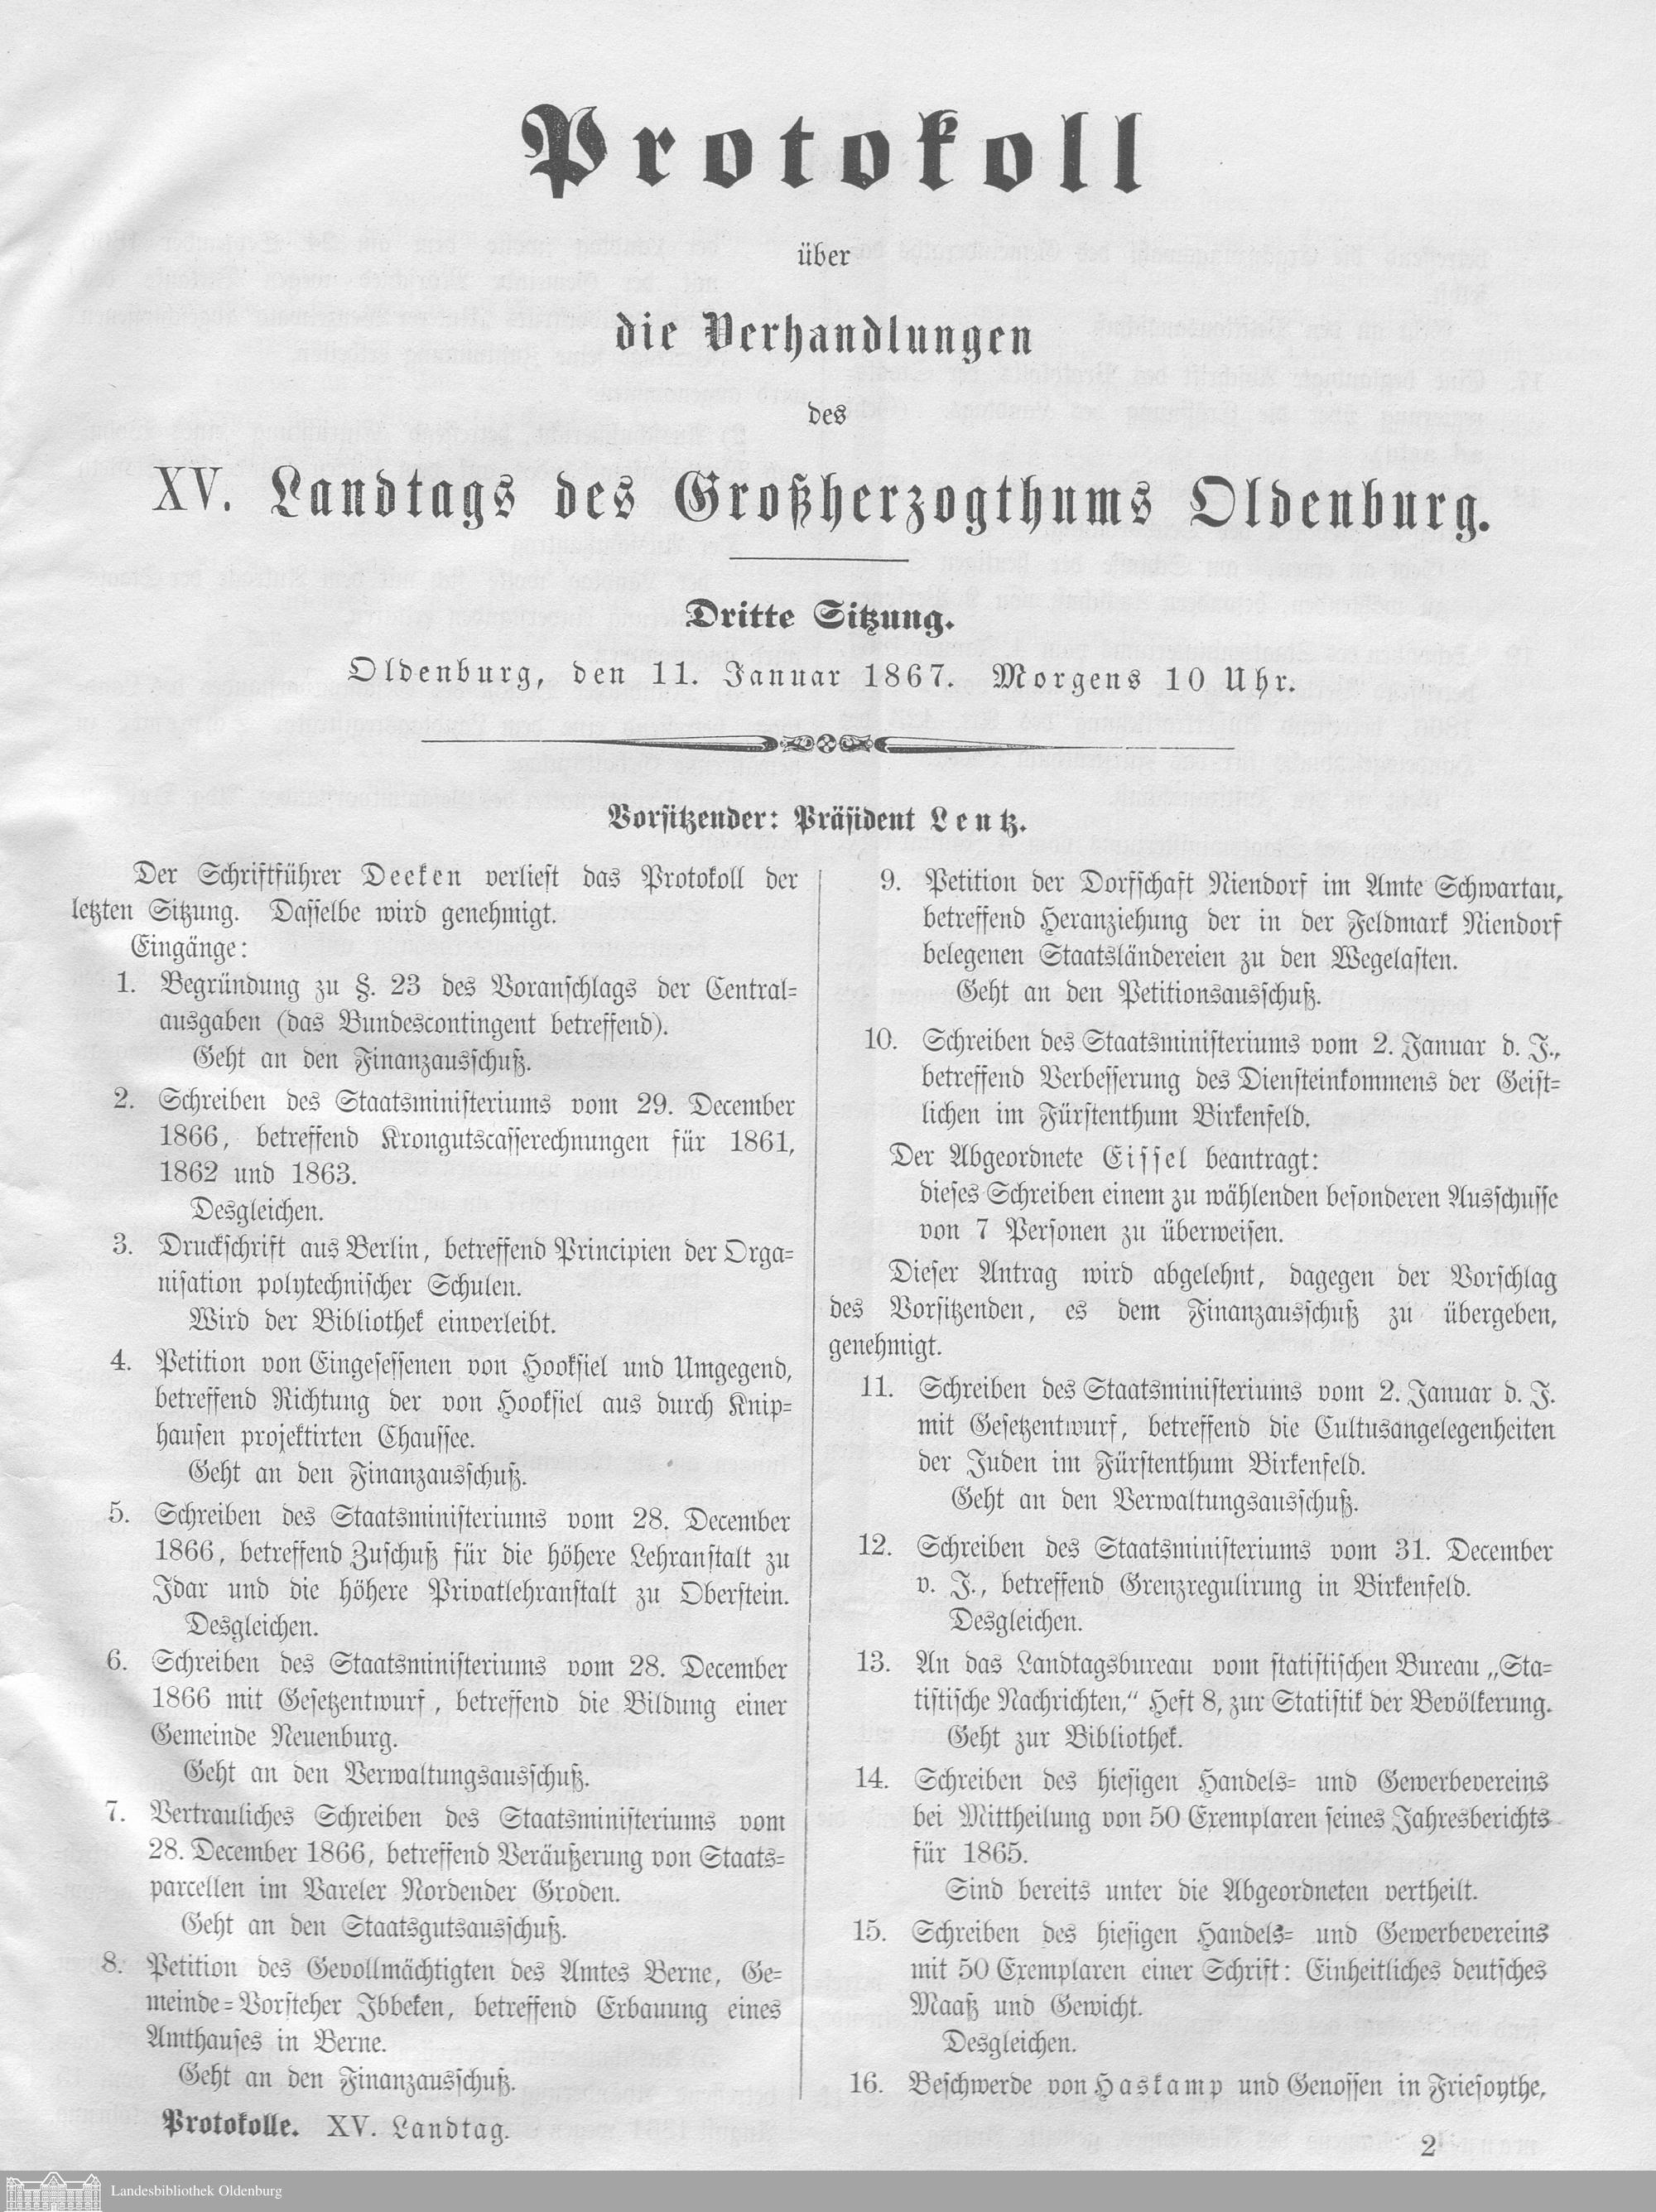 Protokoll
über
die Verhandlungen
des
XV. Landtags des Großherzogthums Oldenburg.
Dritte Sitzung.
Oldenburg, den 11. Januar 1867. Morgens 10 Uhr.
Vorsitzender: Präsident Lentz.
Der Schriftführer Deeken verliest das Protokoll der
letzten Sitzung. Dasselbe wird genehmigt.
Eingänge:
1. Begründung zu §. 23 des Voranschlags der Central-
ausgaben (das Bundescontingent betreffend).
Geht an den Finanzausschuß.
2. Schreiben des Staatsministeriums vom 29. December
1866, betreffend Krongutscasserechnungen für 1861,
1862 und 1863.
Desgleichen.
3. Druckschrift aus Berlin, betreffend Principien der Orga-
nisation polytechnischer Schulen.
Wird der Bibliothek einverleibt.
4. Petition von Eingesessenen von Hooksiel und Umgegend,
betreffend Richtung der von Hooksiel aus durch Knip-
hausen projektirten Chaussee.
Geht an den Finanzausschuß.
5. Schreiben des Staatsministeriums vom 28. December
1866, betreffend Zuschuß für die höhere Lehranstalt zu
Idar und die höhere Privatlehranstalt zu Oberstein.
Desgleichen.
6. Schreiben des Staatsministeriums vom 28. December
1866 mit Gesetzentwurf, betreffend die Bildung einer
Gemeinde Neuenburg.
Geht an den Verwaltungsausschuß.
7. Vertrauliches Schreiben des Staatsministeriums vom
28. December 1866, betreffend Veräußerung von Staats-
parcellen im Vareler Nordender Groden.
Geht an den Staatsgutsausschuß.
8. Petition des Gevollmächtigten des Amtes Berne, Ge-
meinde-Vorsteher Ibbeken, betreffend Erbauung eines
Amthauses in Berne.
Geht an den Finanzausschuß.
Protokolle. XV. Landtag.
9. Petition der Dorfschaft Niendorf im Amte Schwartau,
betreffend Heranziehung der in der Feldmark Niendorf
belegenen Staatsländereien zu den Wegelasten.
Geht an den Petitionsausschuß.
10. Schreiben des Staatsministeriums vom 2. Januar d. J.,
betreffend Verbesserung des Diensteinkommens der Geist-
lichen im Fürstenthum Birkenfeld.
Der Abgeordnete Eissel beantragt:
dieses Schreiben einem zu wählenden besonderen Ausschusse
von 7 Personen zu überweisen.
Dieser Antrag wird abgelehnt, dagegen der Vorschlag
des Vorsitzenden, es dem Finanzausschuß zu übergeben,
genehmigt.
11. Schreiben des Staatsministeriums vom 2. Januar d. J.
mit Gesetzentwurf, betreffend die Cultusangelegenheiten
der Juden im Fürstenthum Birkenfeld.
Geht an den Verwaltungsausschuß.
12. Schreiben des Staatsministeriums vom 31. December
v. J., betreffend Grenzregulirung in Birkenfeld.
Desgleichen.
13. An das Landtagsbureau vom statistischen Bureau „Sta-
tistische Nachrichten,“ Heft 8, zur Statistik der Bevölkerung.
Geht zur Bibliothek.
14. Schreiben des hiesigen Handels- und Gewerbevereins
bei Mittheilung von 50 Exemplaren seines Jahresberichts
für 1865.
Sind bereits unter die Abgeordneten vertheilt.
15. Schreiben des hiesigen Handels- und Gewerbevereins
mit 50 Exemplaren einer Schrift: Einheitliches deutsches
Maaß und Gewicht.
Desgleichen.
16. Beschwerde von Haskamp und Genossen in Friesoythe,
2
Landesbibliothek Oldenburg